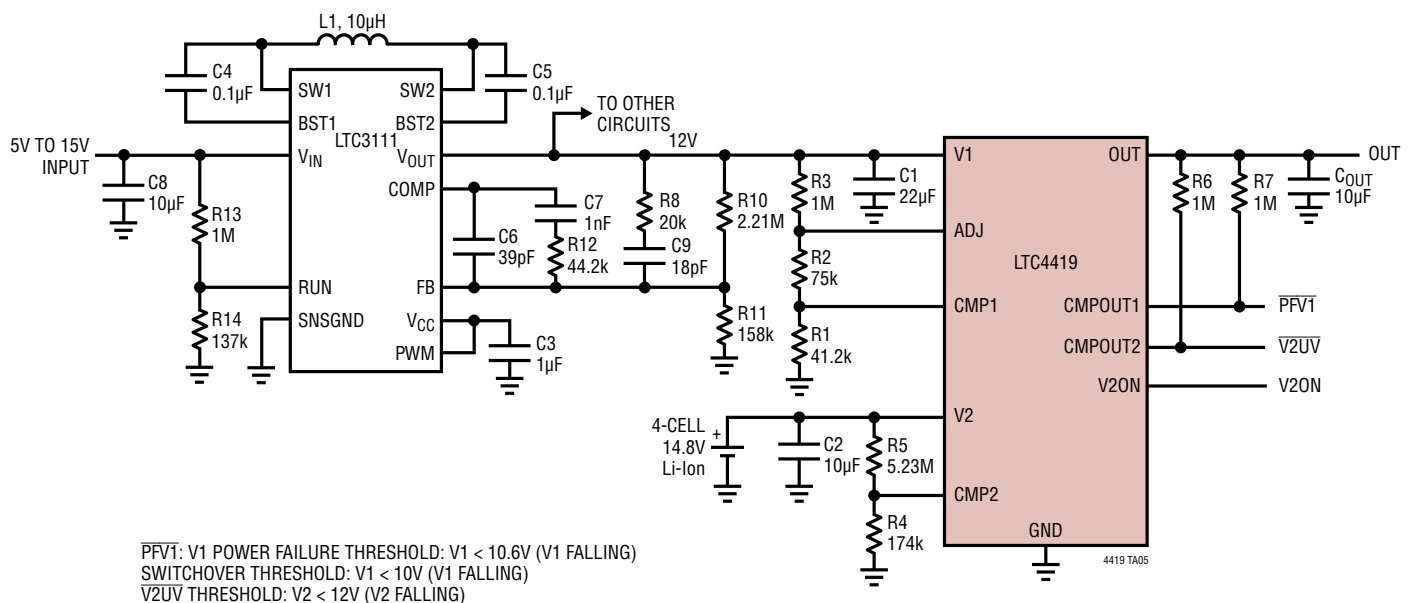 L1, 10µH
C4
0.1µF
C5
0.1µF
SW1
SW2
BST1
BST2
LTC3111
TO OTHER
CIRCUITS
12V
5V TO 15V
INPUT
VIN
VOUT
C8
10µF
R13
1M
COMP
C7
1nF
C6
39pF
R12
44.2k
R8
20k
C9
18pF
R10
2.21M
R3
1M
C1
22µF
RUN
FB
R14
137k
SNSGND
VCC
PWM
C3
1µF
R11
158k
R2
75k
R1
41.2k
V1
OUT
ADJ
LTC4419
CMP1
CMPOUT1
CMPOUT2
V2ON
V2
CMP2
GND
R6
1M
R7
1M
COUT
10µF
OUT
PFV1
V2UV
V2ON
4-CELL
14.8V
Li-Ion
+
C2
10µF
R5
5.23M
R4
174k
4419 TA05
PFV1: V1 POWER FAILURE THRESHOLD: V1 < 10.6V (V1 FALLING)
SWITCHOVER THRESHOLD: V1 < 10V (V1 FALLING)
V2UV THRESHOLD: V2 < 12V (V2 FALLING)